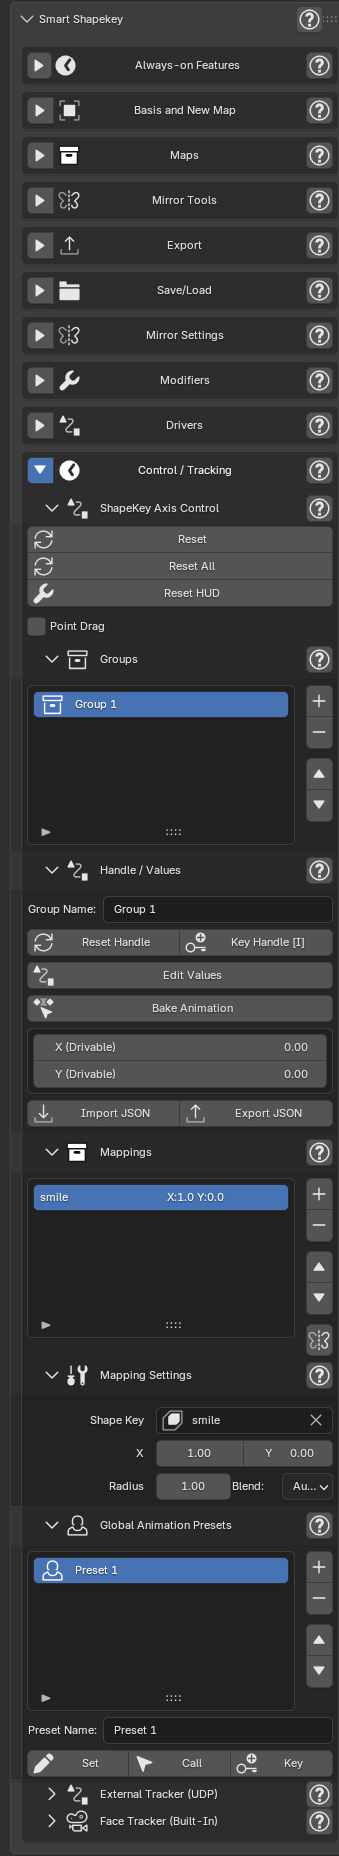 Smart Shapekey
Always-on Features
Basis and New Map
Maps
Mirror Tools
Export
Save/Load
Mirror Settings
Modifiers
Drivers
Control / Tracking
ShapeKey Axis Control
Reset
Reset All
Reset HUD
Point Drag
Groups
Group 1
Handle / Values
Group Name: Group 1
Reset Handle Key Handle [I]
Edit Values
Bake Animation
X (Drivable) 0.00
Y (Drivable) 0.00
Import JSON Export JSON
Mappings
smile X:1.0 Y:0.0
Mapping Settings
Shape Key smile
X 1.00 Y 0.00
Radius 1.00 Blend: Au...
Global Animation Presets
Preset 1
Preset Name: Preset 1
Set Call Key
External Tracker (UDP)
Face Tracker (Built-In)